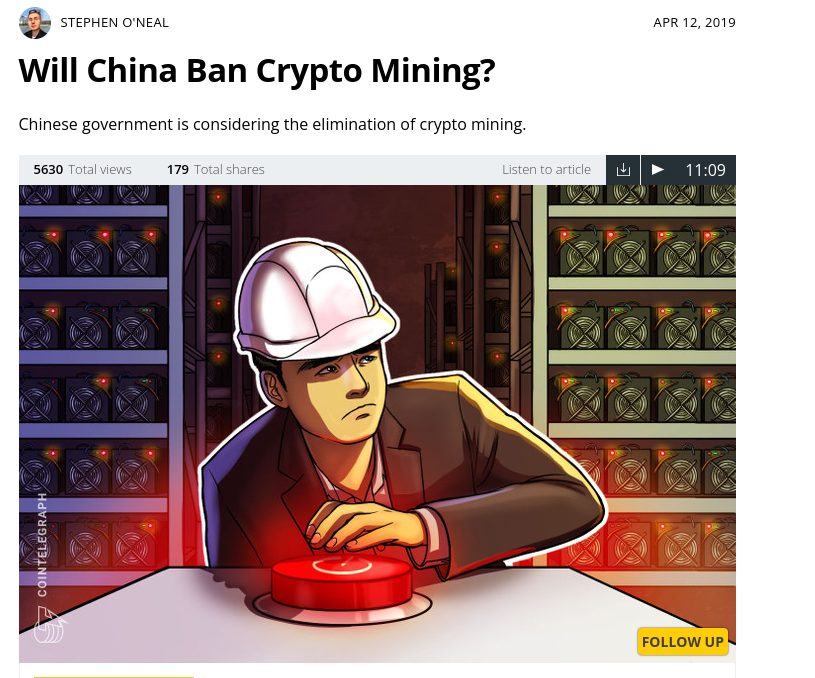 STEPHEN O'NEAL APR 12, 2019
Will China Ban Crypto Mining?
Chinese government is considering the elimination of crypto mining.
5630 Total views 179 Total shares Listen to article 11:09
COINTELEGRAPH
FOLLOW UP